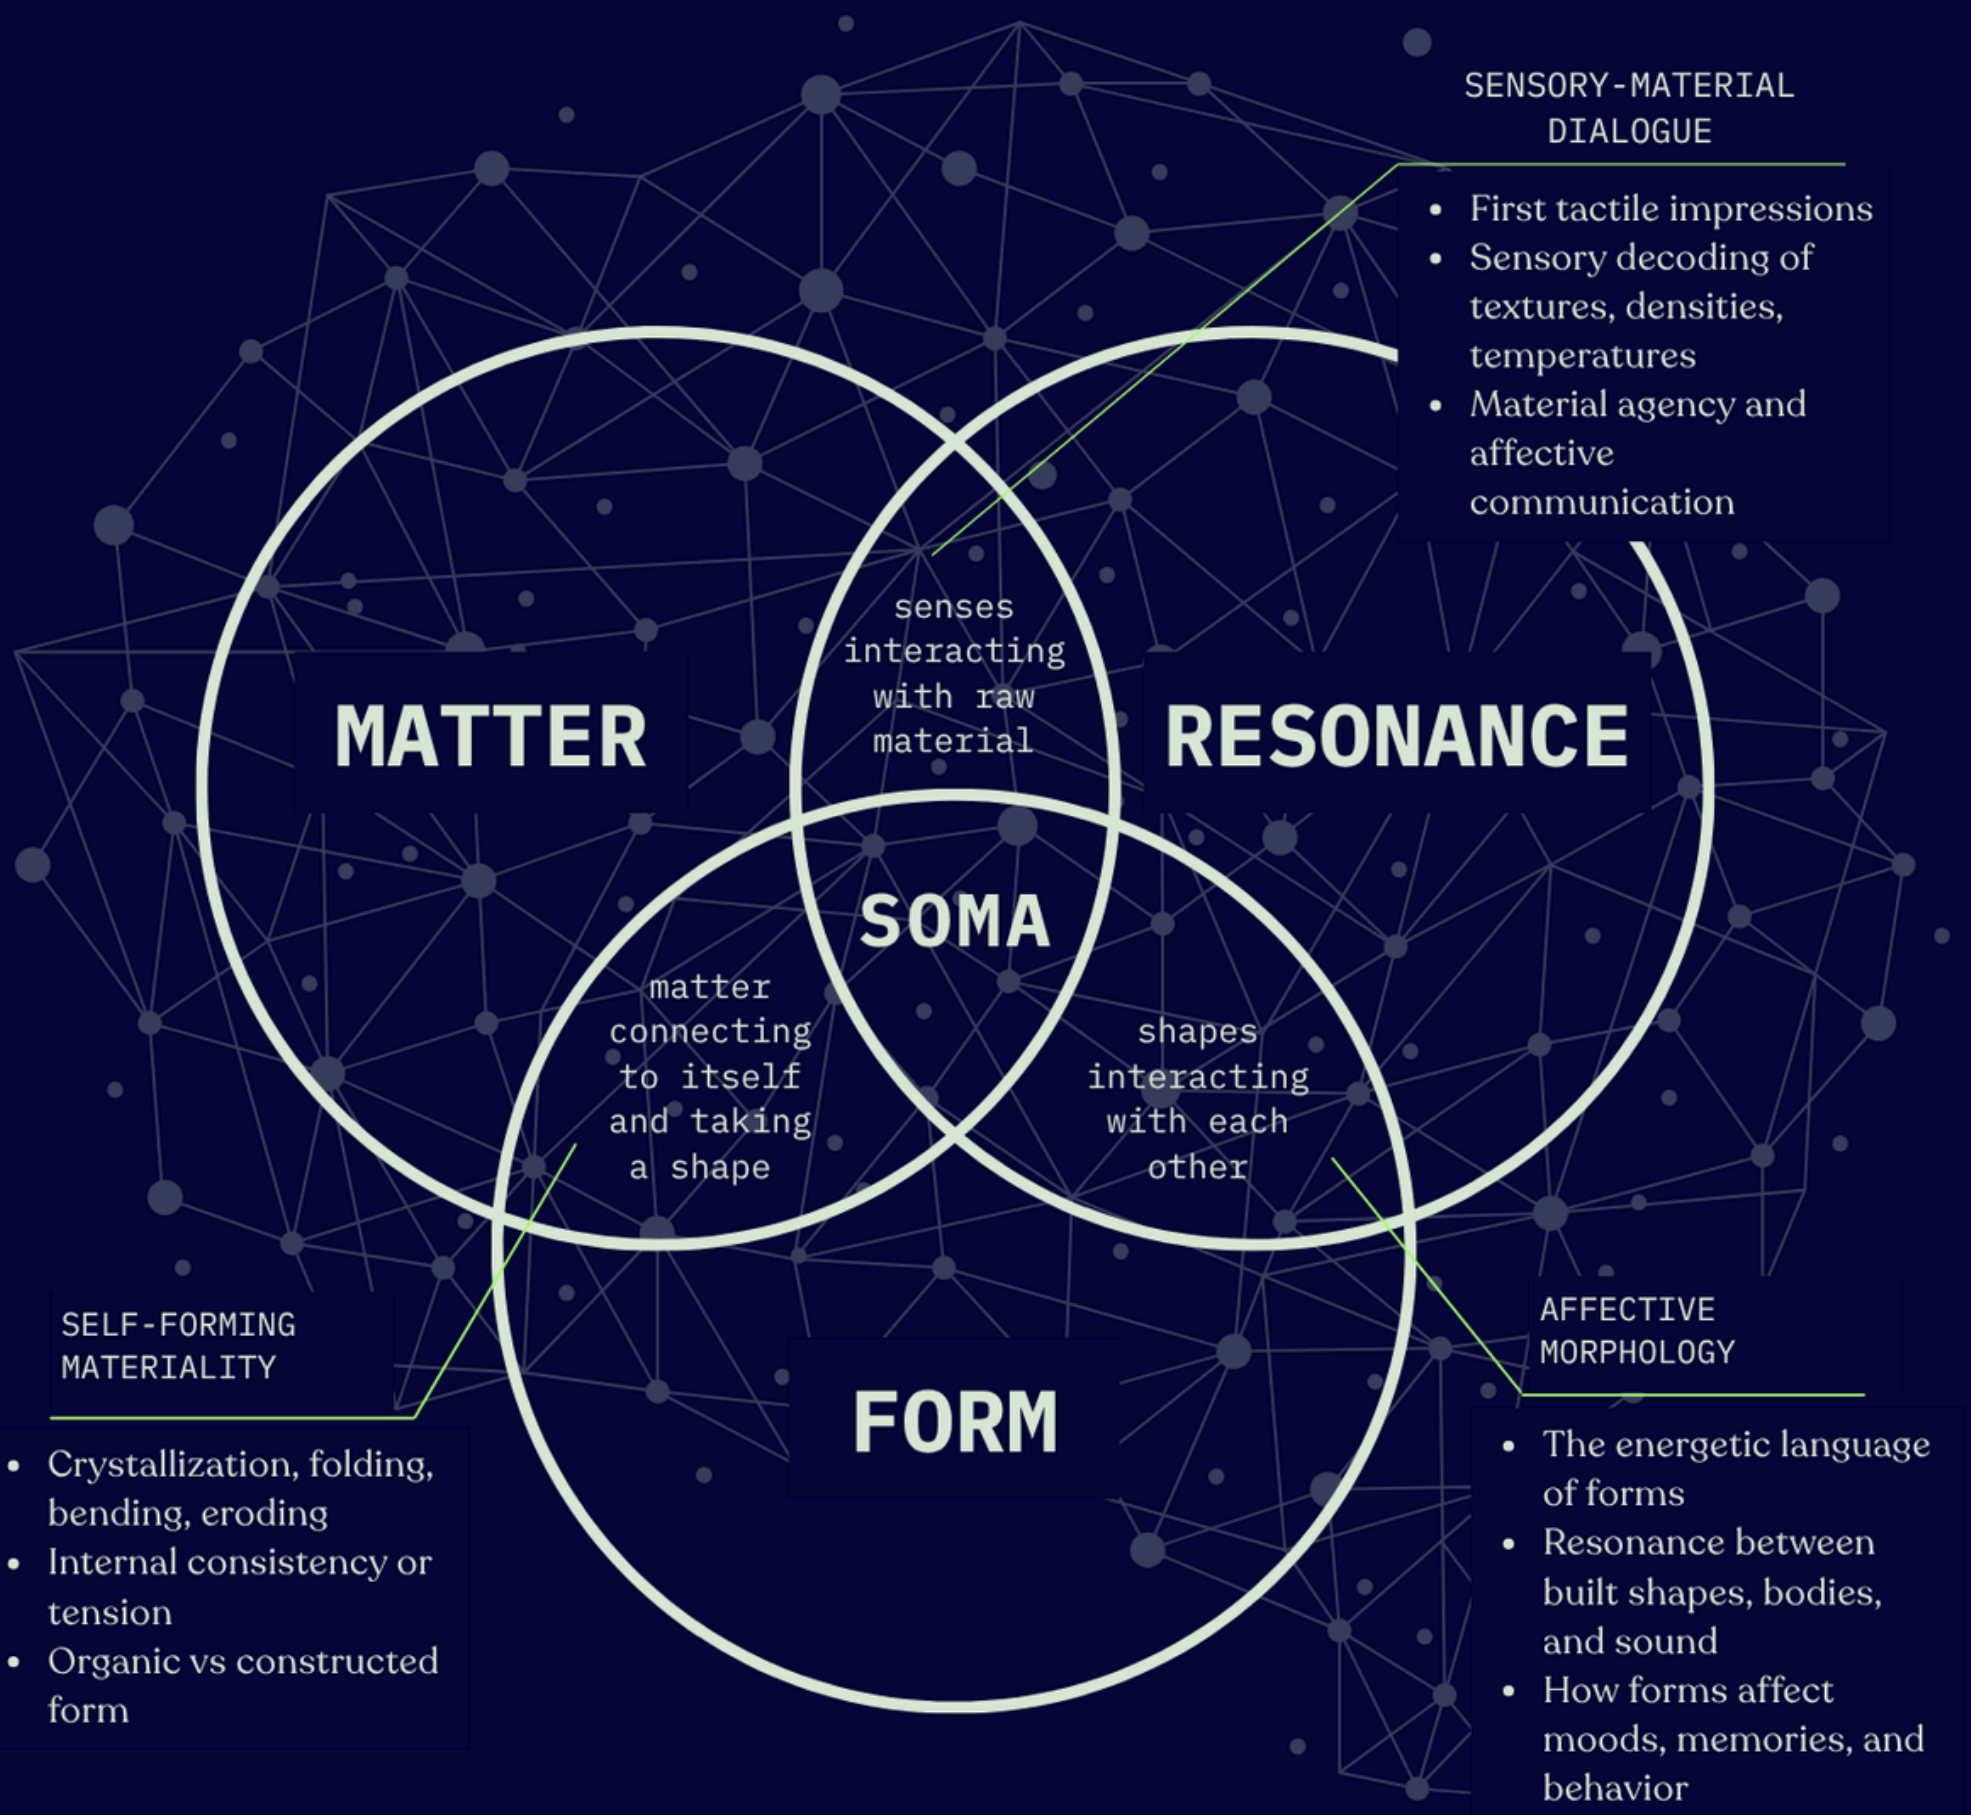 SENSORY-MATERIAL
DIALOGUE
• First tactile impressions
• Sensory decoding of
textures, densities,
temperatures
• Material agency and
affective
communication
senses
interacting
with raw
material
MATTER
RESONANCE
SOMA
matter
connecting
to itself
and taking
a shape
shapes
interacting
with each
other
SELF-FORMING
MATERIALITY
• Crystallization, folding,
bending, eroding
• Internal consistency or
tension
• Organic vs constructed
form
FORM
AFFECTIVE
MORPHOLOGY
• The energetic language
of forms
• Resonance between
built shapes, bodies,
and sound
• How forms affect
moods, memories, and
behavior